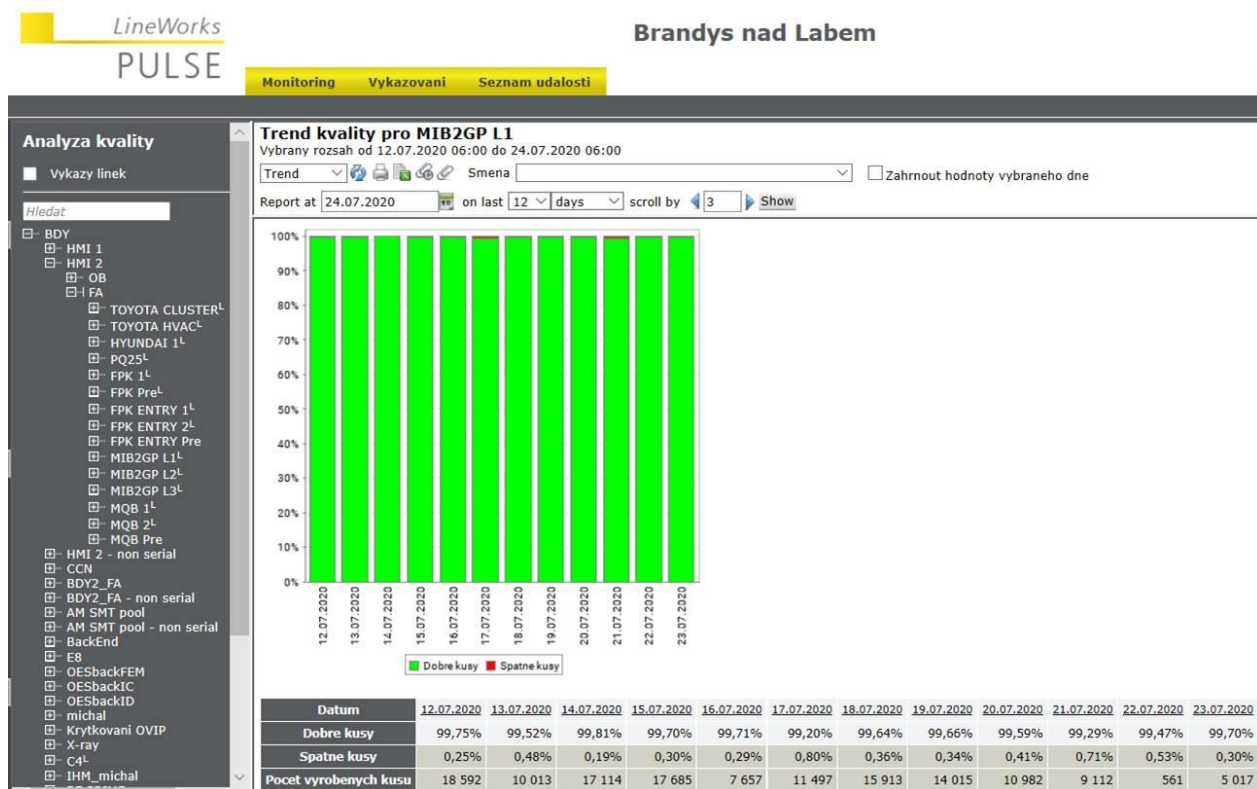 LineWorks
PULSE
Brandys nad Labem
Monitoring Vykazovani Seznam udalosti
Analyza kvality
Vykazy linek
Hledat
BDY
HMI 1
HMI 2
OB
FA
TOYOTA CLUSTERL
TOYOTA HVACL
HYUNDAI 1L
PQ25L
FPK 1L
FPK PreL
FPK ENTRY 1L
FPK ENTRY 2L
FPK ENTRY Pre
MIB2GP L1L
MIB2GP L2L
MIB2GP L3L
MQB 1L
MQB 2L
MQB Pre
HMI 2 - non serial
CCN
BDY2_FA
BDY2_FA - non serial
AM SMT pool
AM SMT pool - non serial
BackEnd
E8
OESbackFEM
OESbackIC
OESbackID
michal
Krytkovani OVIP
X-ray
C4L
IHM_michal
Trend kvality pro MIB2GP L1
Vybrany rozsah od 12.07.2020 06:00 do 24.07.2020 06:00
Trend Smena Zahrnout hodnoty vybraneho dne
Report at 24.07.2020 on last 12 days scroll by 3 Show
100%
90%
80%
70%
60%
50%
40%
30%
20%
10%
0%
12.07.2020 13.07.2020 14.07.2020 15.07.2020 16.07.2020 17.07.2020 18.07.2020 19.07.2020 20.07.2020 21.07.2020 22.07.2020 23.07.2020
Dobre kusy Spatne kusy
Datum 12.07.2020 13.07.2020 14.07.2020 15.07.2020 16.07.2020 17.07.2020 18.07.2020 19.07.2020 20.07.2020 21.07.2020 22.07.2020 23.07.2020
Dobre kusy 99,75% 99,52% 99,81% 99,70% 99,71% 99,20% 99,64% 99,66% 99,59% 99,29% 99,47% 99,70%
Spatne kusy 0,25% 0,48% 0,19% 0,30% 0,29% 0,80% 0,36% 0,34% 0,41% 0,71% 0,53% 0,30%
Pocet vyrobenych kusu 18 592 10 013 17 114 17 685 7 657 11 497 15 913 14 015 10 982 9 112 561 5 017